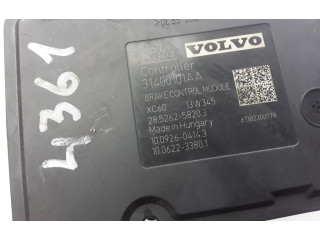 VOLVO
Controller
31400101AA
BRAKE CONTROL MODULE
XC60 13W345
28.5262-5820.3
Made in Hungary
10.0926-0414.3
10.0622-3380.1
4361